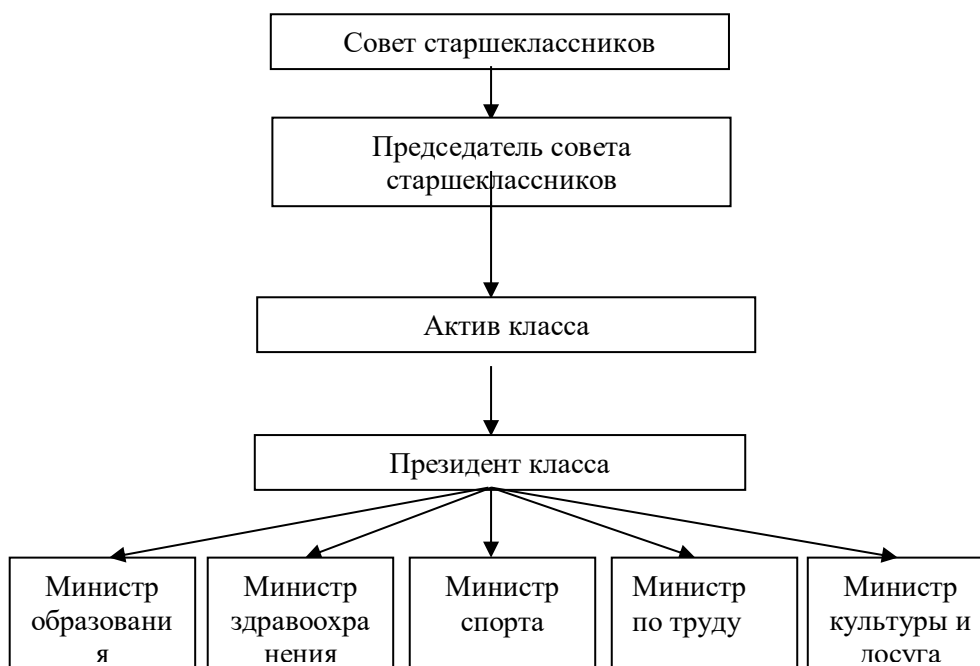 Совет старшеклассников
Председатель совета
старшеклассников
Актив класса
Президент класса
Министр
образовани
я
Министр
здравоохра
нения
Министр
спорта
Министр
по труду
Министр
культуры и
досуга